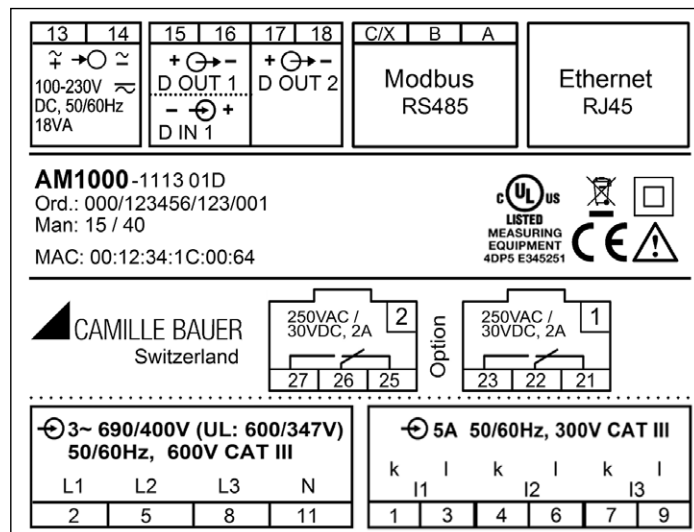 13 14 15 16 17 18 C/X B A
100-230V
DC, 50/60Hz
18VA
+ −
D OUT 1
− +
D IN 1
+ −
D OUT 2
Modbus
RS485
Ethernet
RJ45
AM1000-1113 01D
Ord.: 000/123456/123/001
Man: 15 / 40
MAC: 00:12:34:1C:00:64
C UL US
LISTED
MEASURING
EQUIPMENT
4DP5 E345251
CE
CAMILLE BAUER
Switzerland
250VAC / 2
30VDC, 2A
27 26 25
Option
250VAC / 1
30VDC, 2A
23 22 21
3~ 690/400V (UL: 600/347V)
50/60Hz, 600V CAT III
L1 L2 L3 N
2 5 8 11
5A 50/60Hz, 300V CAT III
k l k l k l
I1 I2 I3
1 3 4 6 7 9